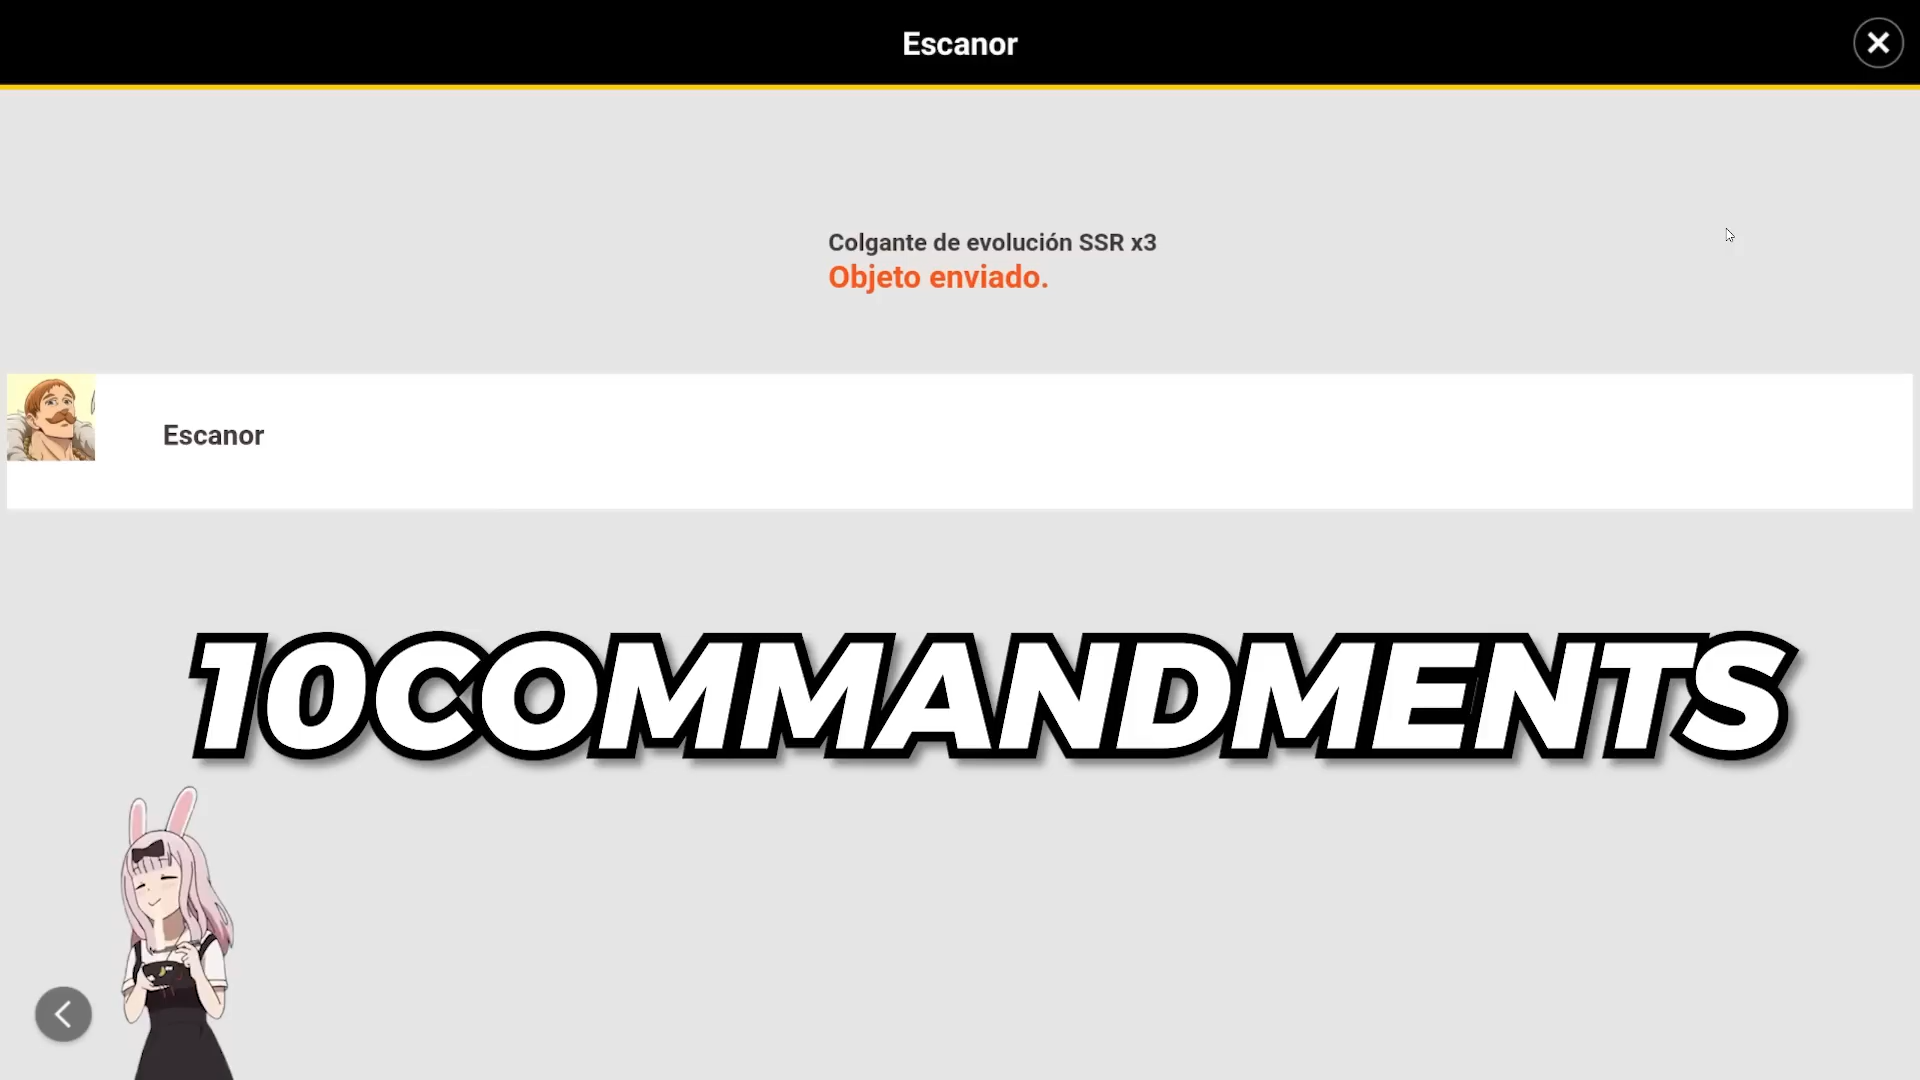 Escanor
Colgante de evolución SSR x3
Objeto enviado.
Escanor
10COMMANDMENTS